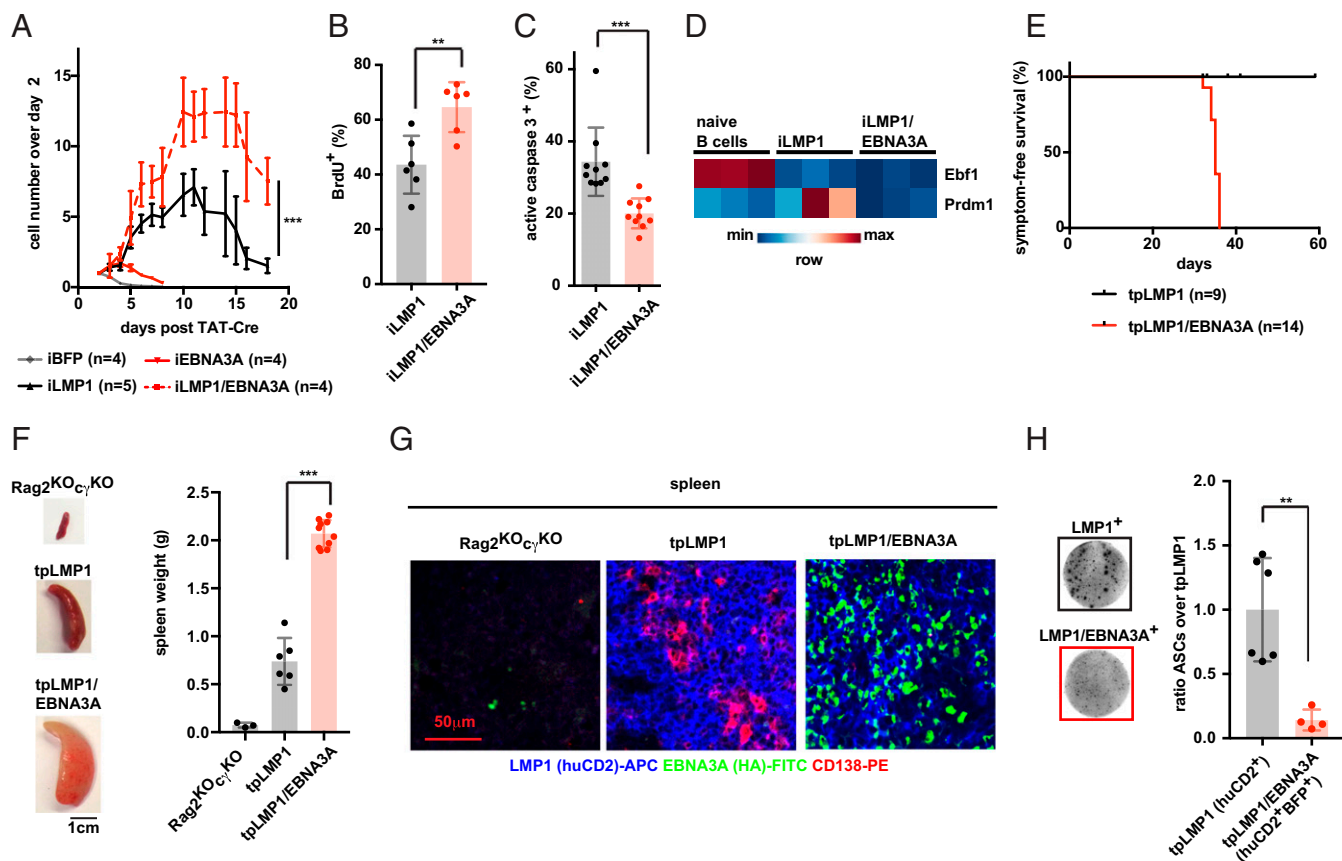 A
cell number over day 2
15
10
5
0
0
5
10
15
20
days post TAT-Cre
***
iBFP (n=4)
iEBNA3A (n=4)
iLMP1 (n=5)
iLMP1/EBNA3A (n=4)
B
**
BrdU+ (%)
80
60
40
20
0
iLMP1
iLMP1/EBNA3A
C
***
active caspase 3+ (%)
60
40
20
0
iLMP1
iLMP1/EBNA3A
D
naive
B cells
iLMP1
iLMP1/
EBNA3A
Ebf1
Prdm1
min
max
row
E
symptom-free survival (%)
100
50
0
0
20
40
60
days
tpLMP1 (n=9)
tpLMP1/EBNA3A (n=14)
F
Rag2KOcγKO
tpLMP1
tpLMP1/
EBNA3A
1cm
spleen weight (g)
2.5
2.0
1.5
1.0
0.5
0.0
***
Rag2KOcγKO
tpLMP1
tpLMP1/EBNA3A
G
spleen
Rag2KOcγKO
tpLMP1
tpLMP1/EBNA3A
50μm
LMP1 (huCD2)-APC EBNA3A (HA)-FITC CD138-PE
H
LMP1+
LMP1/EBNA3A+
ratio ASCs over tpLMP1
2.0
1.5
1.0
0.5
0.0
**
tpLMP1 (huCD2+)
tpLMP1/EBNA3A
(huCD2+BFP+)